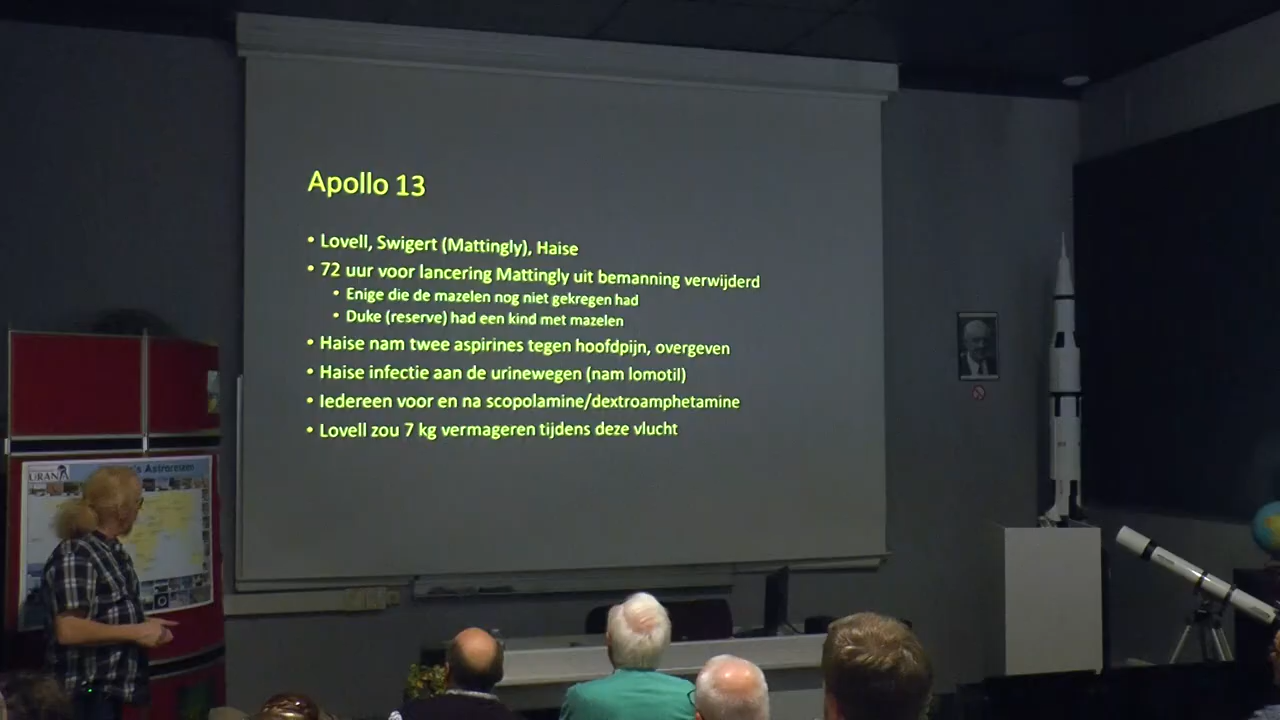 Apollo 13
• Lovell, Swigert (Mattingly), Haise
• 72 uur voor lancering Mattingly uit bemanning verwijderd
• Enige die de mazelen nog niet gekregen had
• Duke (reserve) had een kind met mazelen
• Haise nam twee aspirines tegen hoofdpijn, overgeven
• Haise infectie aan de urinewegen (nam lomotil)
• Iedereen voor en na scopolamine/dextroamphetamine
• Lovell zou 7 kg vermageren tijdens deze vlucht
URANIA
's Astroreizen